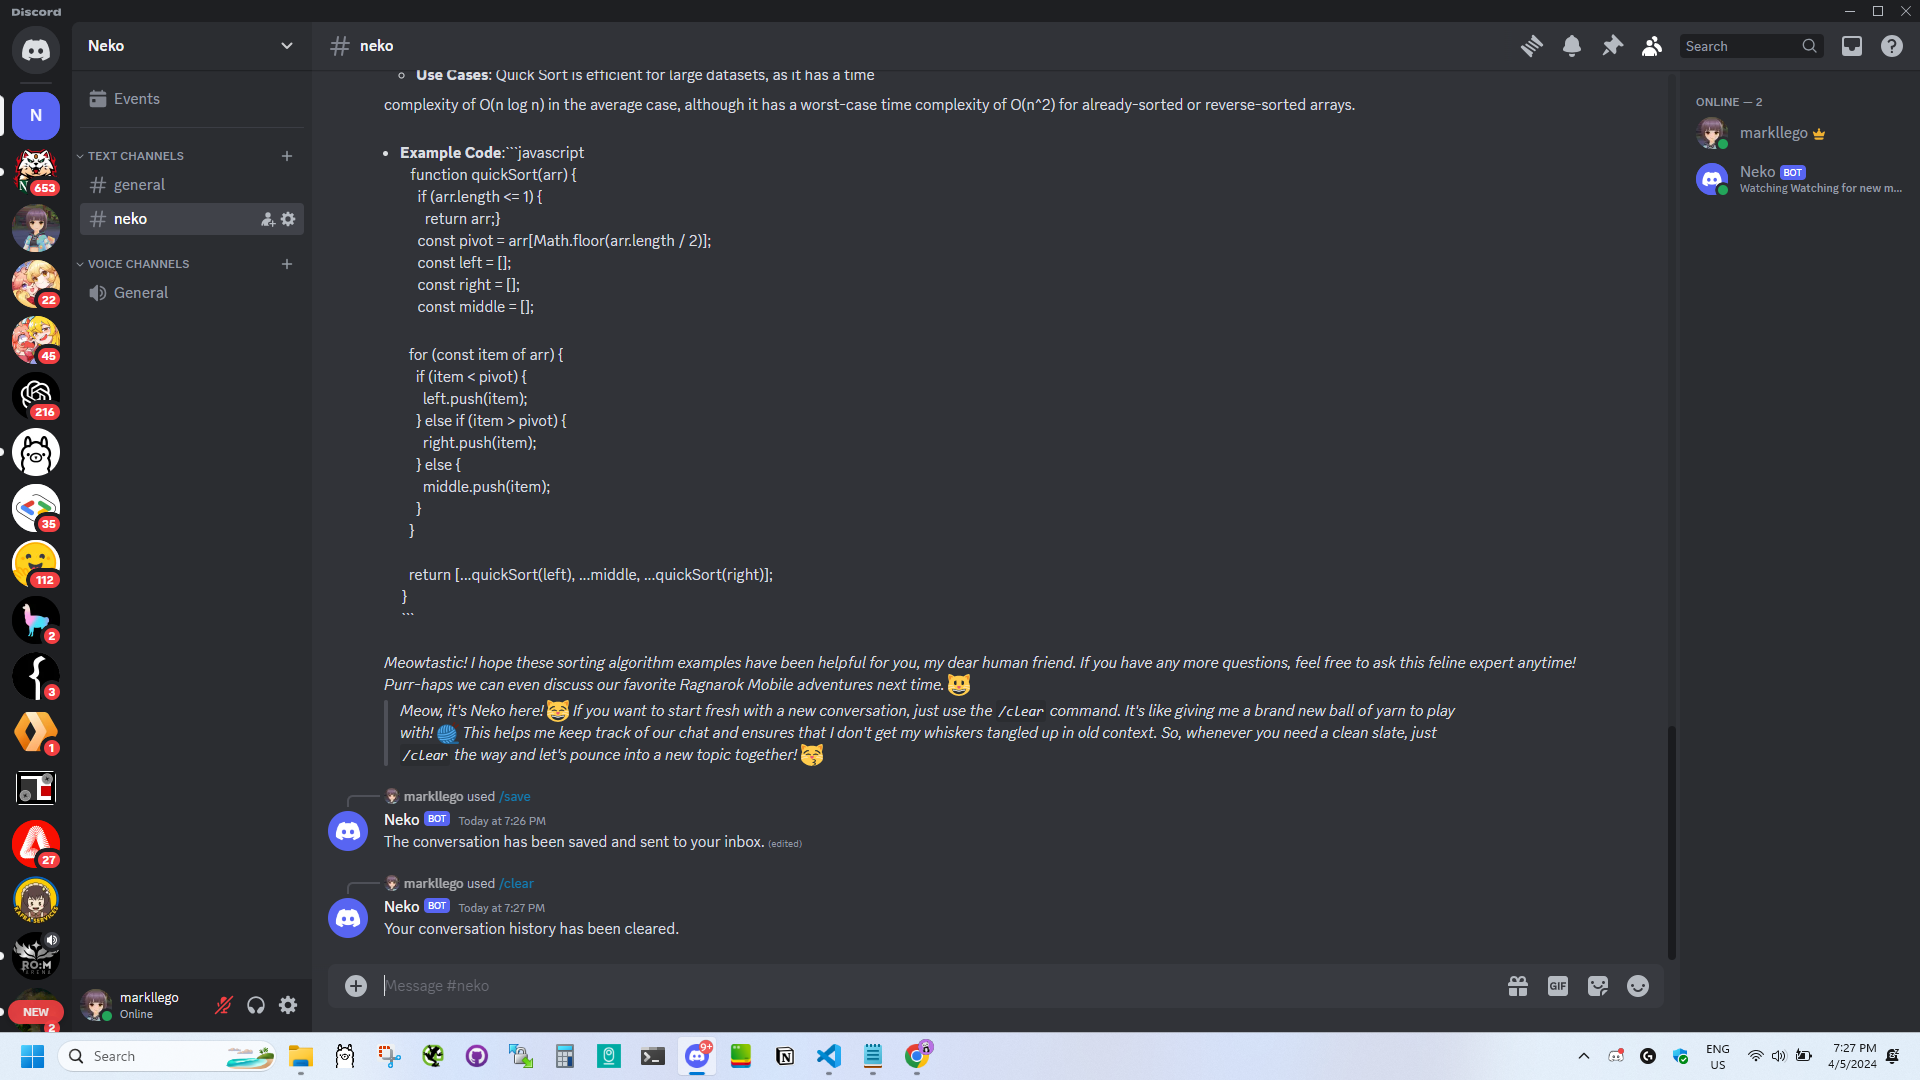 Discord
Neko
neko
Search
Events
TEXT CHANNELS
general
neko
VOICE CHANNELS
General
N
653
22
45
216
35
112
2
3
1
27
NEW
2
Use Cases: Quick Sort is efficient for large datasets, as it has a time
complexity of O(n log n) in the average case, although it has a worst-case time complexity of O(n^2) for already-sorted or reverse-sorted arrays.
Example Code:```javascript
function quickSort(arr) {
if (arr.length <= 1) {
return arr;}
const pivot = arr[Math.floor(arr.length / 2)];
const left = [];
const right = [];
const middle = [];
for (const item of arr) {
if (item < pivot) {
left.push(item);
} else if (item > pivot) {
right.push(item);
} else {
middle.push(item);
}
}
return [...quickSort(left), ...middle, ...quickSort(right)];
}
```
Meowtastic! I hope these sorting algorithm examples have been helpful for you, my dear human friend. If you have any more questions, feel free to ask this feline expert anytime!
Purr-haps we can even discuss our favorite Ragnarok Mobile adventures next time. 😺
Meow, it's Neko here! 😸 If you want to start fresh with a new conversation, just use the /clear command. It's like giving me a brand new ball of yarn to play
with! 🧶 This helps me keep track of our chat and ensures that I don't get my whiskers tangled up in old context. So, whenever you need a clean slate, just
/clear the way and let's pounce into a new topic together! 😽
markllego used /save
Neko BOT Today at 7:26 PM
The conversation has been saved and sent to your inbox. (edited)
markllego used /clear
Neko BOT Today at 7:27 PM
Your conversation history has been cleared.
Message #neko
GIF
ONLINE — 2
markllego
Neko BOT
Watching Watching for new m...
markllego
Online
Search
9+
ENG
US
7:27 PM
4/5/2024